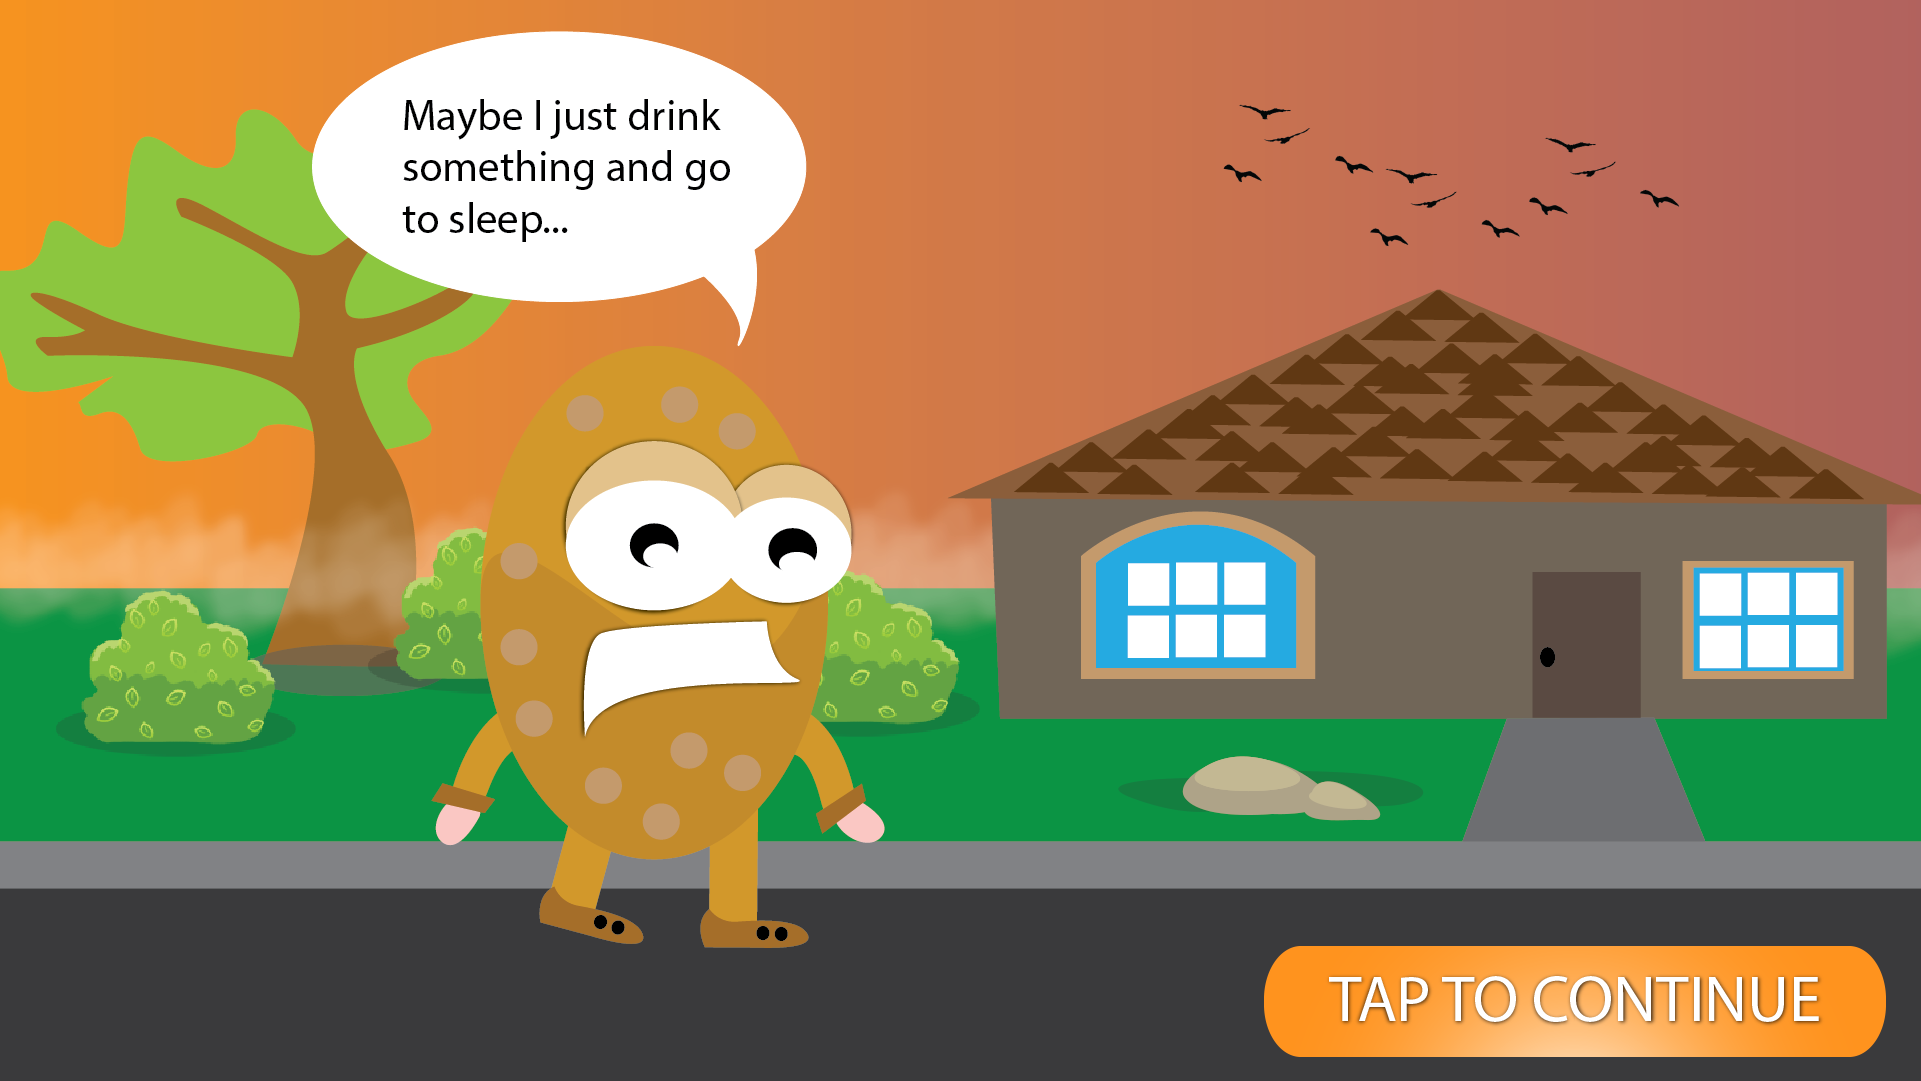 Maybe I just drink
something and go
to sleep...
TAP TO CONTINUE